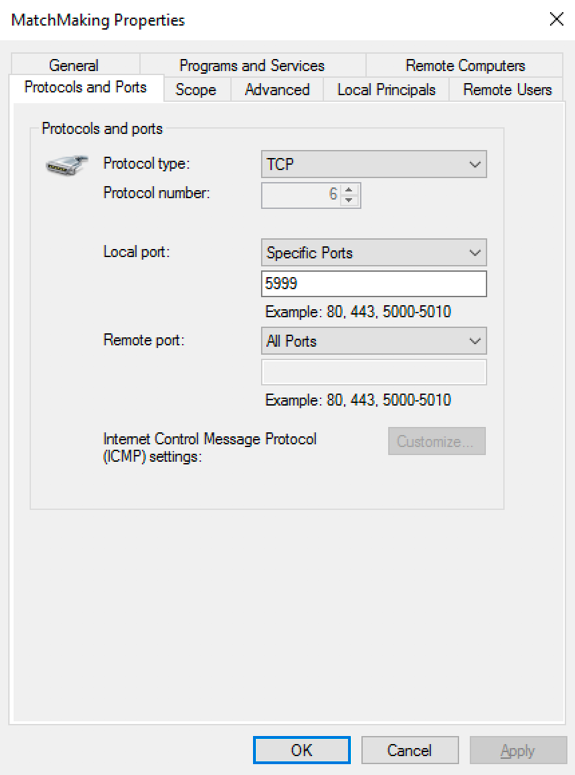 MatchMaking Properties
General
Programs and Services
Remote Computers
Protocols and Ports
Scope
Advanced
Local Principals
Remote Users
Protocols and ports
Protocol type:
TCP
Protocol number:
6
Local port:
Specific Ports
5999
Example: 80, 443, 5000-5010
Remote port:
All Ports
Example: 80, 443, 5000-5010
Internet Control Message Protocol
(ICMP) settings:
Customize...
OK
Cancel
Apply